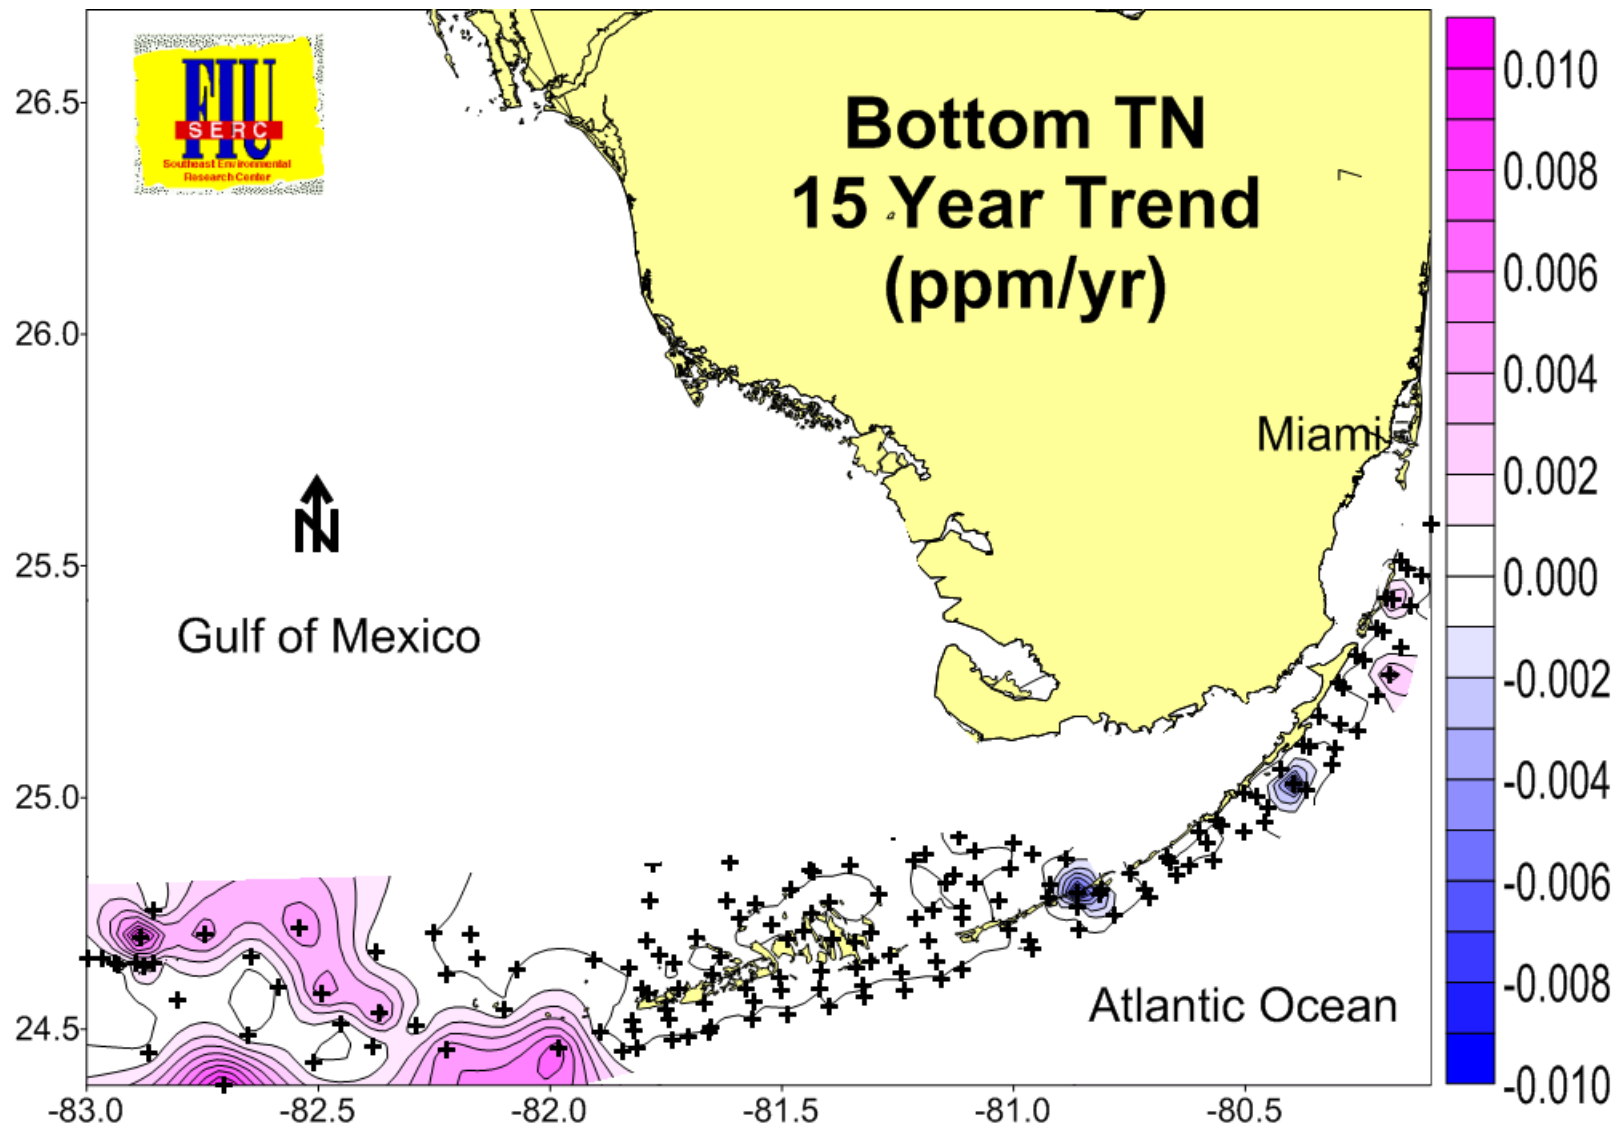 FIU
SERC
Southeast Environmental
Research Center
Bottom TN
15 Year Trend
(ppm/yr)
Miami
Gulf of Mexico
N
Atlantic Ocean
26.5
26.0
25.5
25.0
24.5
-83.0
-82.5
-82.0
-81.5
-81.0
-80.5
0.010
0.008
0.006
0.004
0.002
0.000
-0.002
-0.004
-0.006
-0.008
-0.010